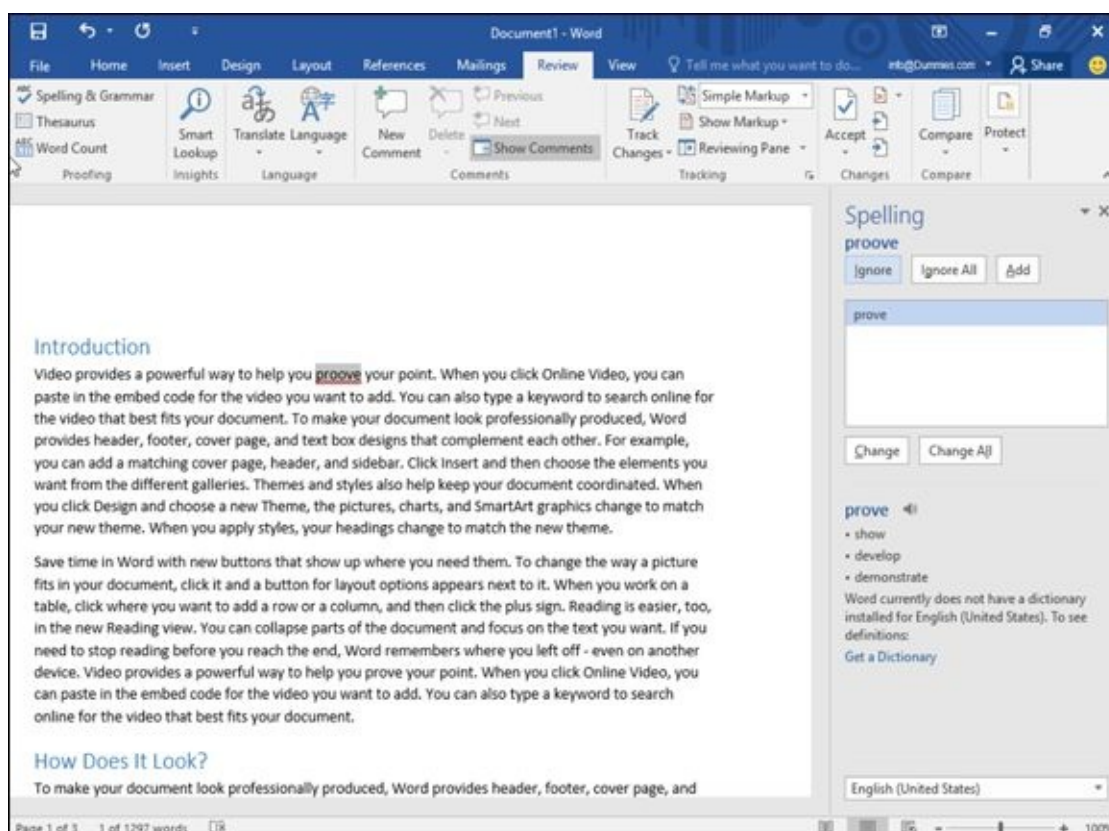 Document1 - Word
File Home Insert Design Layout References Mailings Review View Tell me what you want to do... info@Dummies.com Share
Spelling & Grammar
Thesaurus
Word Count
Proofing
Smart Lookup
Insights
Translate Language
Language
New Comment
Delete
Previous
Next
Show Comments
Comments
Track Changes
Simple Markup
Show Markup
Reviewing Pane
Tracking
Accept
Changes
Compare
Compare
Protect
Introduction
Video provides a powerful way to help you proove your point. When you click Online Video, you can
paste in the embed code for the video you want to add. You can also type a keyword to search online for
the video that best fits your document. To make your document look professionally produced, Word
provides header, footer, cover page, and text box designs that complement each other. For example,
you can add a matching cover page, header, and sidebar. Click Insert and then choose the elements you
want from the different galleries. Themes and styles also help keep your document coordinated. When
you click Design and choose a new Theme, the pictures, charts, and SmartArt graphics change to match
your new theme. When you apply styles, your headings change to match the new theme.
Save time in Word with new buttons that show up where you need them. To change the way a picture
fits in your document, click it and a button for layout options appears next to it. When you work on a
table, click where you want to add a row or a column, and then click the plus sign. Reading is easier, too,
in the new Reading view. You can collapse parts of the document and focus on the text you want. If you
need to stop reading before you reach the end, Word remembers where you left off - even on another
device. Video provides a powerful way to help you prove your point. When you click Online Video, you
can paste in the embed code for the video you want to add. You can also type a keyword to search
online for the video that best fits your document.
How Does It Look?
To make your document look professionally produced, Word provides header, footer, cover page, and
Spelling
proove
Ignore Ignore All Add
prove
Change Change All
prove
• show
• develop
• demonstrate
Word currently does not have a dictionary
installed for English (United States). To see
definitions:
Get a Dictionary
English (United States)
Page 1 of 3 1 of 1297 words 100%